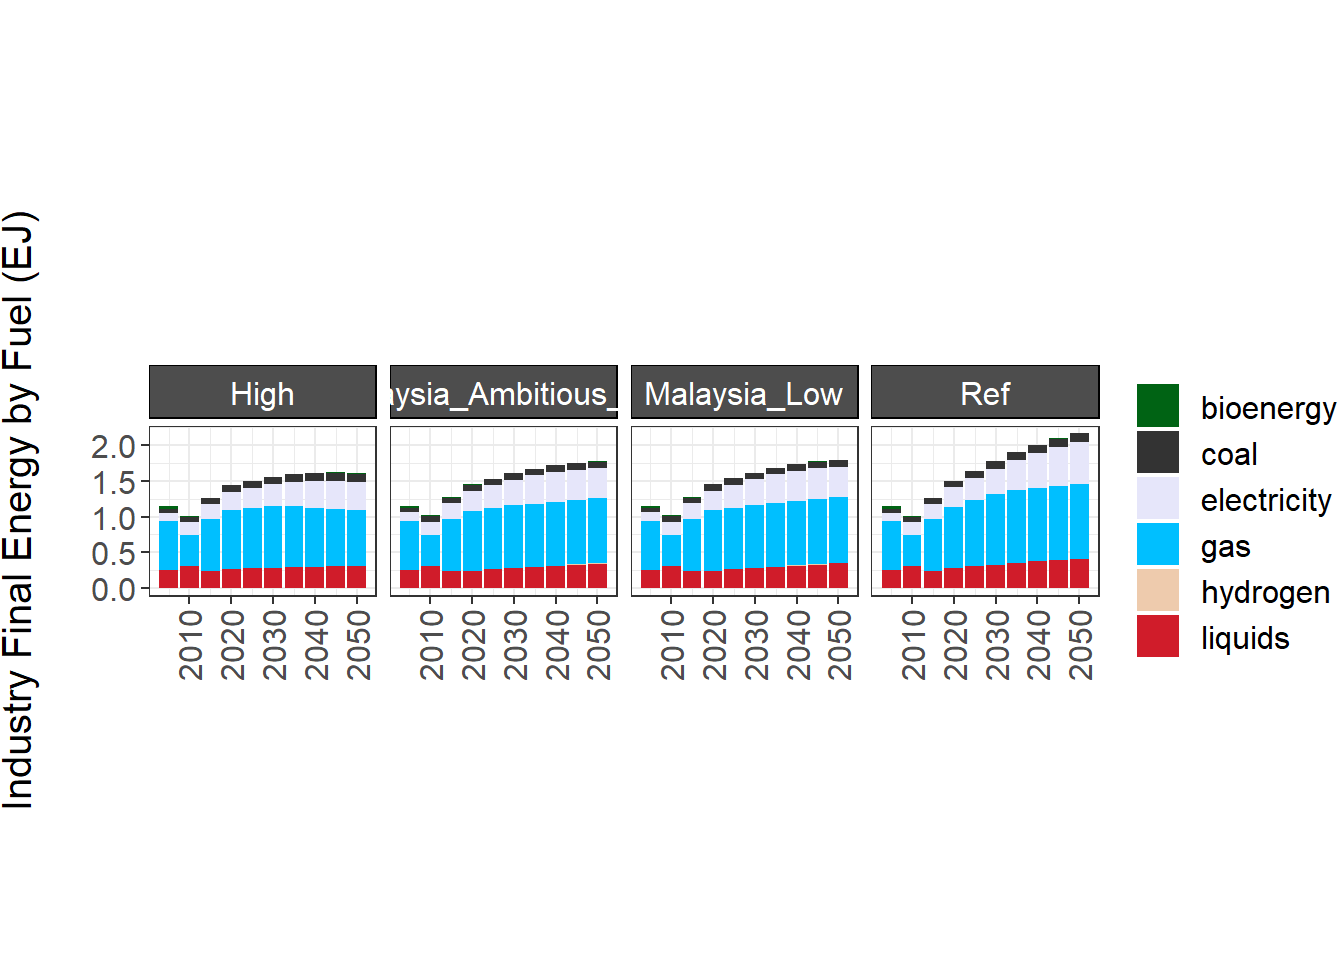 Industry Final Energy by Fuel (EJ)
High
aysia_Ambitious_
Malaysia_Low
Ref
2.0
1.5
1.0
0.5
0.0
2010 2020 2030 2040 2050
2010 2020 2030 2040 2050
2010 2020 2030 2040 2050
2010 2020 2030 2040 2050
bioenergy
coal
electricity
gas
hydrogen
liquids